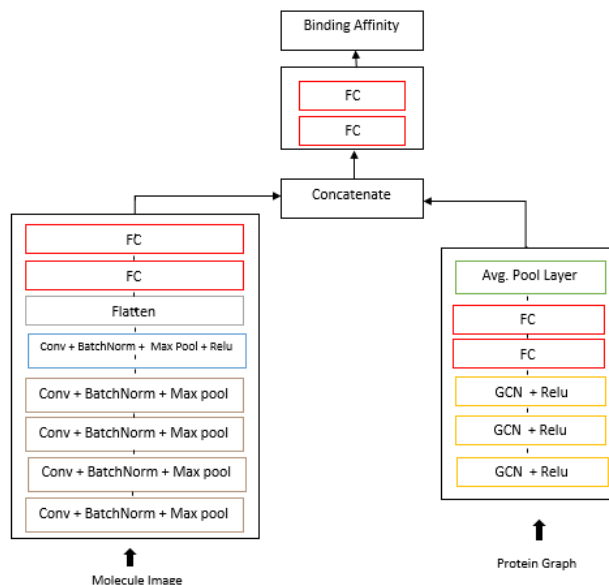 Binding Affinity
FC
FC
Concatenate
FC
FC
Flatten
Conv + BatchNorm + Max Pool + Relu
Conv + BatchNorm + Max pool
Conv + BatchNorm + Max pool
Conv + BatchNorm + Max pool
Conv + BatchNorm + Max pool
Molecule Image
Avg. Pool Layer
FC
FC
GCN + Relu
GCN + Relu
GCN + Relu
Protein Graph